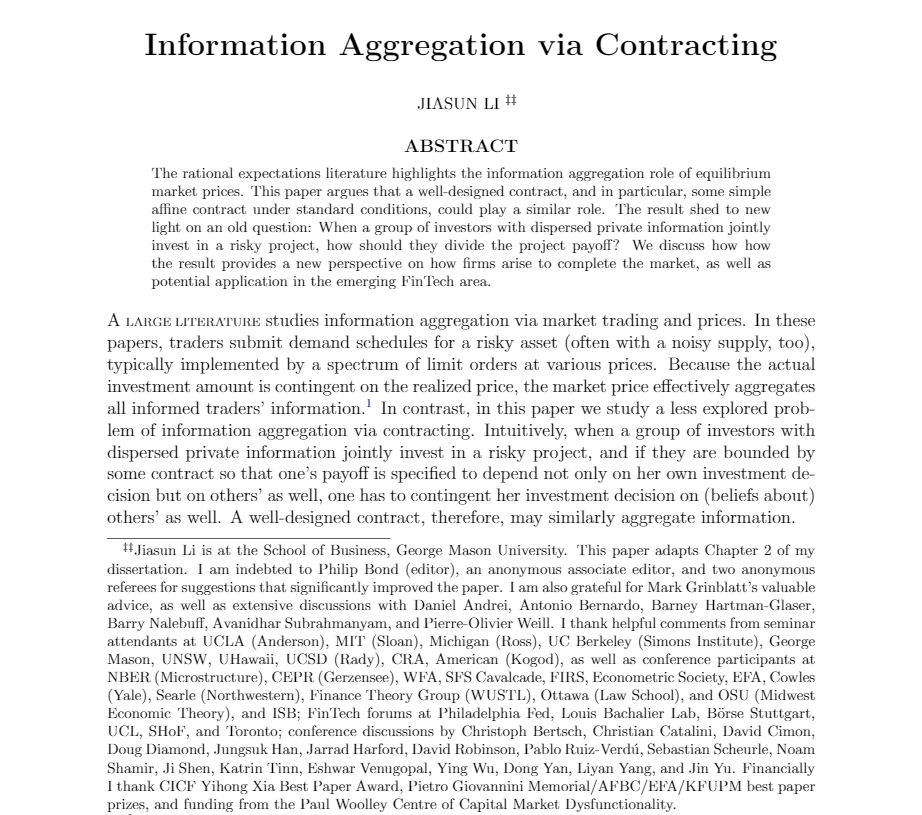 Information Aggregation via Contracting
JIASUN LI ‡‡
ABSTRACT
The rational expectations literature highlights the information aggregation role of equilibrium
market prices. This paper argues that a well-designed contract, and in particular, some simple
affine contract under standard conditions, could play a similar role. The result shed to new
light on an old question: When a group of investors with dispersed private information jointly
invest in a risky project, how should they divide the project payoff? We discuss how how
the result provides a new perspective on how firms arise to complete the market, as well as
potential application in the emerging FinTech area.
A LARGE LITERATURE studies information aggregation via market trading and prices. In these
papers, traders submit demand schedules for a risky asset (often with a noisy supply, too),
typically implemented by a spectrum of limit orders at various prices. Because the actual
investment amount is contingent on the realized price, the market price effectively aggregates
all informed traders' information.1 In contrast, in this paper we study a less explored prob-
lem of information aggregation via contracting. Intuitively, when a group of investors with
dispersed private information jointly invest in a risky project, and if they are bounded by
some contract so that one's payoff is specified to depend not only on her own investment de-
cision but on others' as well, one has to contingent her investment decision on (beliefs about)
others' as well. A well-designed contract, therefore, may similarly aggregate information.
‡‡Jiasun Li is at the School of Business, George Mason University. This paper adapts Chapter 2 of my
dissertation. I am indebted to Philip Bond (editor), an anonymous associate editor, and two anonymous
referees for suggestions that significantly improved the paper. I am also grateful for Mark Grinblatt's valuable
advice, as well as extensive discussions with Daniel Andrei, Antonio Bernardo, Barney Hartman-Glaser,
Barry Nalebuff, Avanidhar Subrahmanyam, and Pierre-Olivier Weill. I thank helpful comments from seminar
attendants at UCLA (Anderson), MIT (Sloan), Michigan (Ross), UC Berkeley (Simons Institute), George
Mason, UNSW, UHawaii, UCSD (Rady), CRA, American (Kogod), as well as conference participants at
NBER (Microstructure), CEPR (Gerzensee), WFA, SFS Cavalcade, FIRS, Econometric Society, EFA, Cowles
(Yale), Searle (Northwestern), Finance Theory Group (WUSTL), Ottawa (Law School), and OSU (Midwest
Economic Theory), and ISB; FinTech forums at Philadelphia Fed, Louis Bachalier Lab, Börse Stuttgart,
UCL, SHoF, and Toronto; conference discussions by Christoph Bertsch, Christian Catalini, David Cimon,
Doug Diamond, Jungsuk Han, Jarrad Harford, David Robinson, Pablo Ruiz-Verdú, Sebastian Scheurle, Noam
Shamir, Ji Shen, Katrin Tinn, Eshwar Venugopal, Ying Wu, Dong Yan, Liyan Yang, and Jin Yu. Financially
I thank CICF Yihong Xia Best Paper Award, Pietro Giovannini Memorial/AFBC/EFA/KFUPM best paper
prizes, and funding from the Paul Woolley Centre of Capital Market Dysfunctionality.